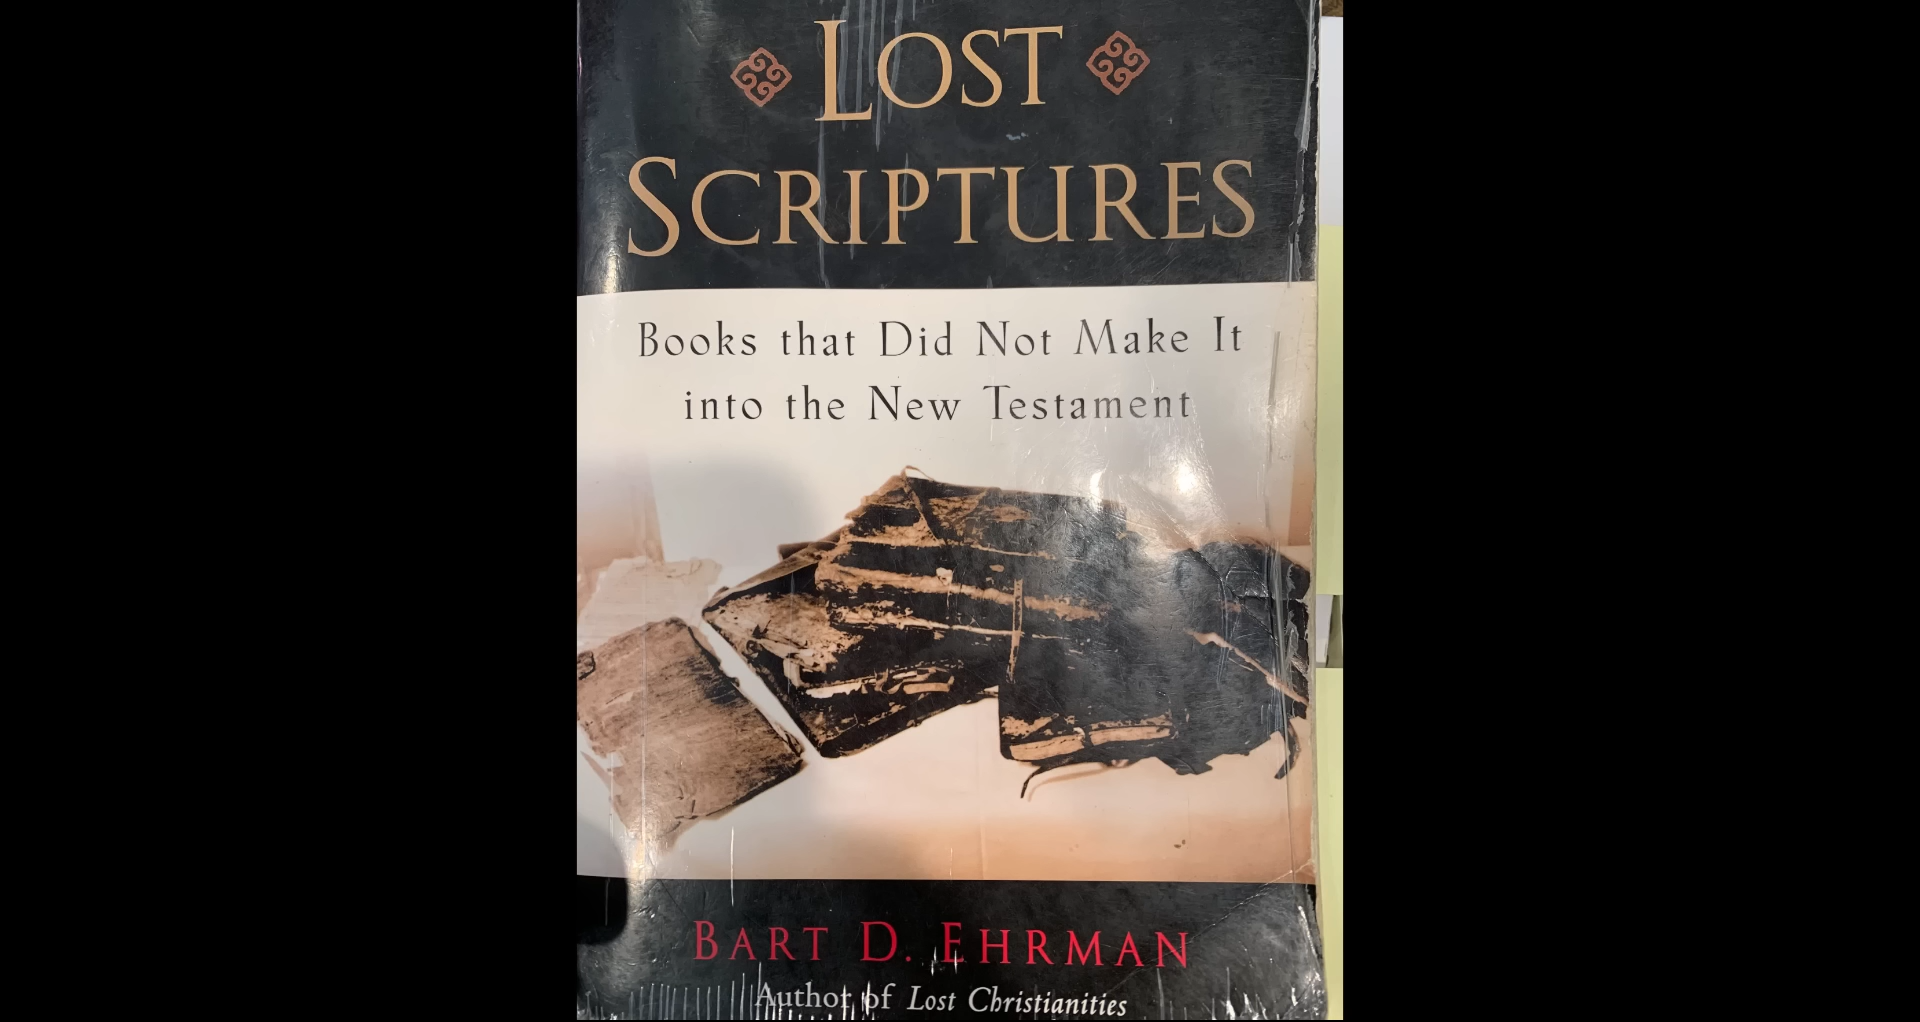 LOST
SCRIPTURES
Books that Did Not Make It
into the New Testament
BART D. EHRMAN
Author of Lost Christianities